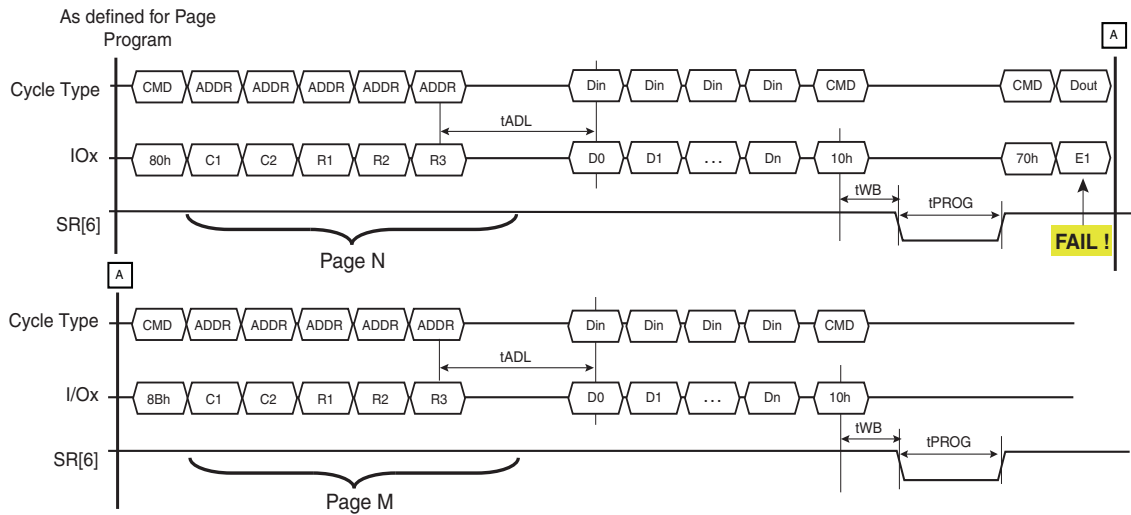 As defined for Page
Program
A
Cycle Type CMD ADDR ADDR ADDR ADDR ADDR Din Din Din Din CMD CMD Dout
tADL
IOx 80h C1 C2 R1 R2 R3 D0 D1 ... Dn 10h 70h E1
tWB tPROG
SR[6]
FAIL !
Page N
A
Cycle Type CMD ADDR ADDR ADDR ADDR ADDR Din Din Din Din CMD
tADL
I/Ox 8Bh C1 C2 R1 R2 R3 D0 D1 ... Dn 10h
tWB tPROG
SR[6]
Page M